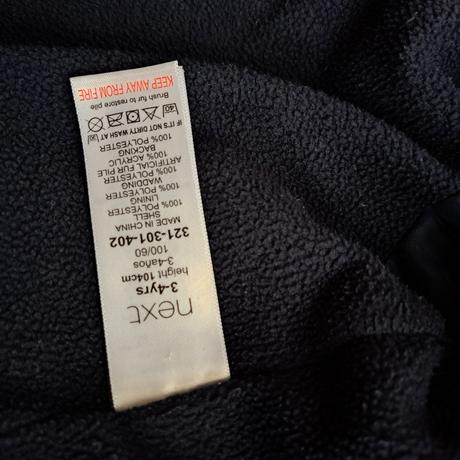 next
3-4yrs
height 104cm
3-4años
100/60
321-301-402
MADE IN CHINA
SHELL
100% POLYESTER
LINING
100% POLYESTER
WADDING
100% POLYESTER
ARTIFICIAL FUR PILE
100% ACRYLIC
BACKING
100% POLYESTER
IF IT'S NOT DIRTY WASH AT
40
Brush fur to restore pile
KEEP AWAY FROM FIRE